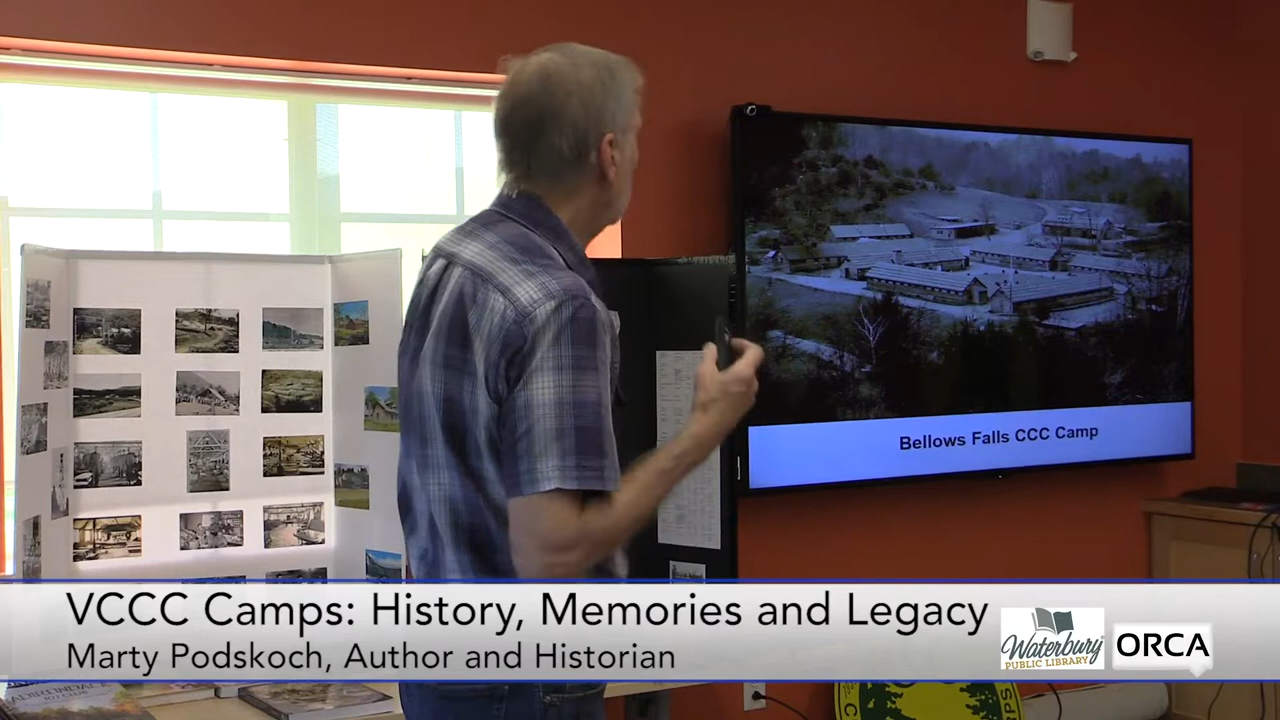 Bellows Falls CCC Camp
VCCC Camps: History, Memories and Legacy
Marty Podskoch, Author and Historian
Waterbury
PUBLIC LIBRARY
ORCA
ADIRONDACK